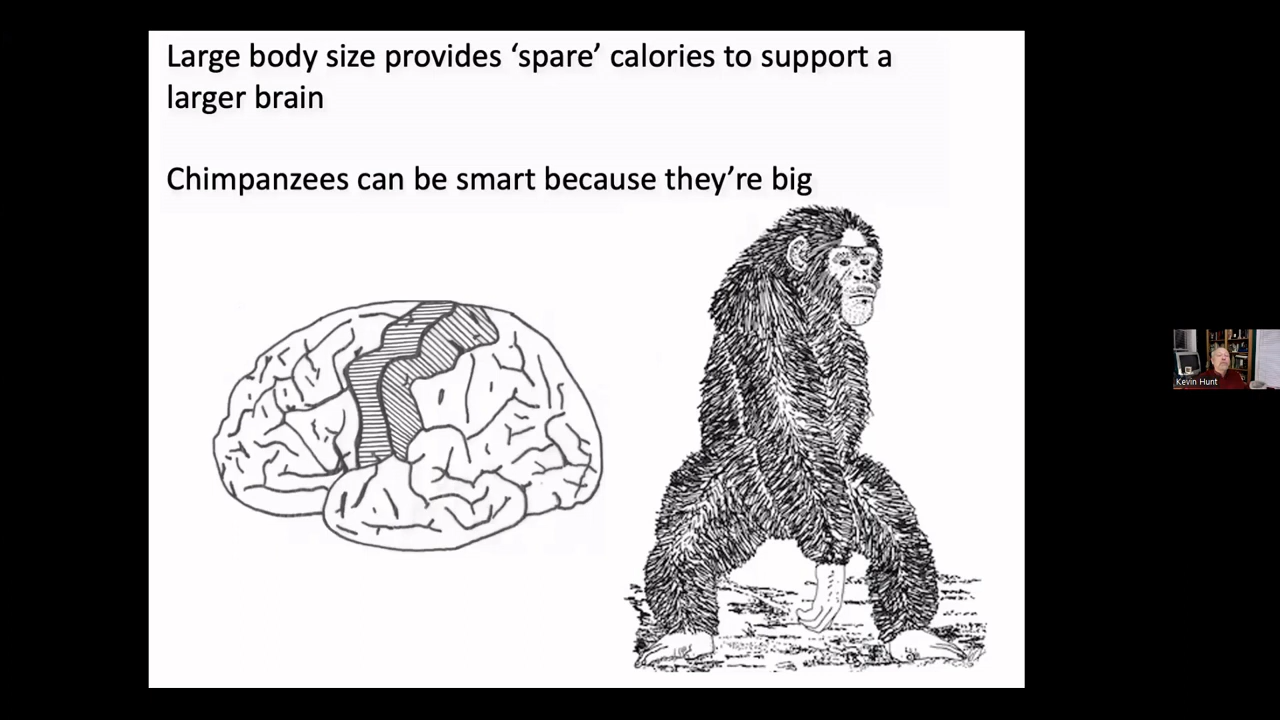 Large body size provides ‘spare’ calories to support a
larger brain
Chimpanzees can be smart because they’re big
Kevin Hunt